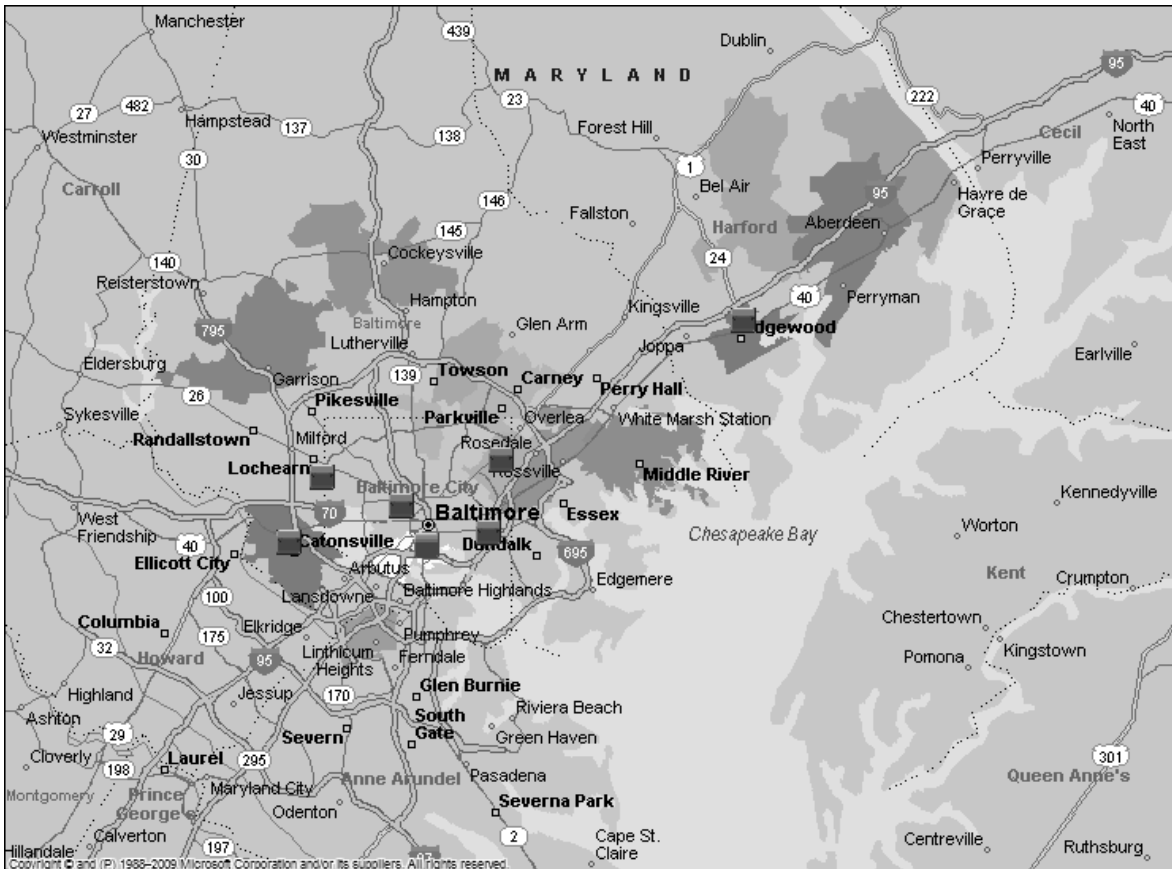 Manchester
439
Dublin
MARYLAND
95
27
482
23
222
40
Hampstead
137
138
Forest Hill
Cecil
North
East
Westminster
30
1
Perryville
Carroll
146
Bel Air
95
Havre de
Grace
Fallston
Harford
Aberdeen
145
Cockeysville
140
24
Reisterstown
Hampton
Kingsville
40
Perryman
Baltimore
795
Lutherville
Glen Arm
dgewood
Joppa
Earlville
Eldersburg
139
Towson
Garrison
Carney
Perry Hall
26
Pikesville
Sykesville
Parkville
Overlea
White Marsh Station
Randallstown
Milford
Rosedale
Lochearn
Rossville
Middle River
Baltimore City
Kennedyville
West
Friendship
70
Baltimore
Essex
Chesapeake Bay
Worton
40
Catonsville
Dundalk
695
Ellicott City
Arbutus
Edgemere
Kent
Crumpton
Lansdowne
Baltimore Highlands
100
Columbia
175
Elkridge
Pumphrey
Chestertown
32
Howard
95
Linthicum
Heights
Ferndale
Kingstown
Pomona
Highland
Jessup
170
Glen Burnie
Ashton
South
Gate
Riviera Beach
29
Severn
Green Haven
Cloverly
198
Laurel
295
301
Anne Arundel
Pasadena
Queen Anne's
Montgomery
Prince
George's
Maryland City
Odenton
Severna Park
Calverton
2
Cape St.
Claire
Centreville
Hillandale
197
97
Ruthsburg
Copyright © and (P) 1988–2009 Microsoft Corporation and/or its suppliers. All rights reserved.